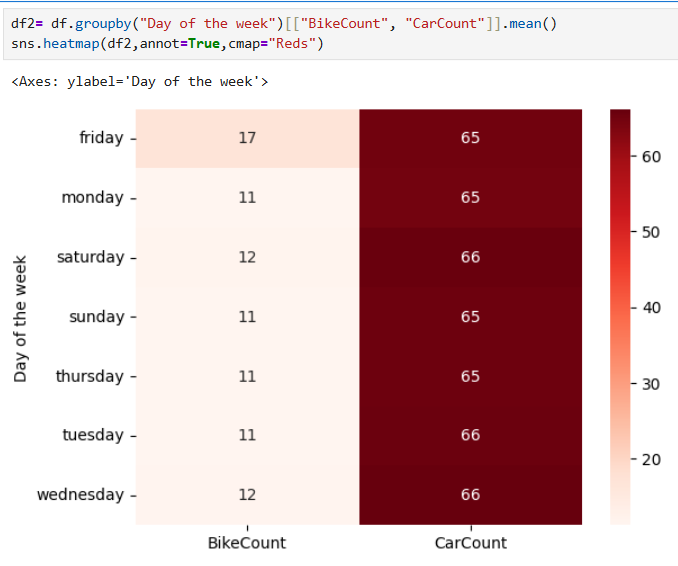 df2= df.groupby("Day of the week")[["BikeCount", "CarCount"]].mean()
sns.heatmap(df2,annot=True,cmap="Reds")
<Axes: ylabel='Day of the week'>
friday 17 65
monday 11 65
saturday 12 66
sunday 11 65
thursday 11 65
tuesday 11 66
wednesday 12 66
Day of the week
BikeCount CarCount
60
50
40
30
20